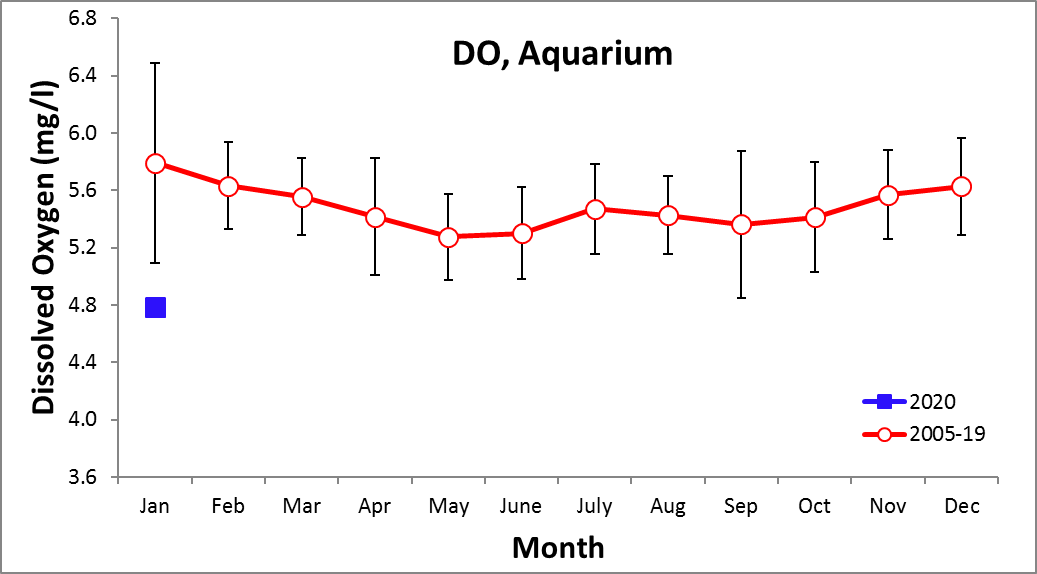 DO, Aquarium
Dissolved Oxygen (mg/l)
6.8
6.4
6.0
5.6
5.2
4.8
4.4
4.0
3.6
Jan Feb Mar Apr May June July Aug Sep Oct Nov Dec
Month
2020
2005-19